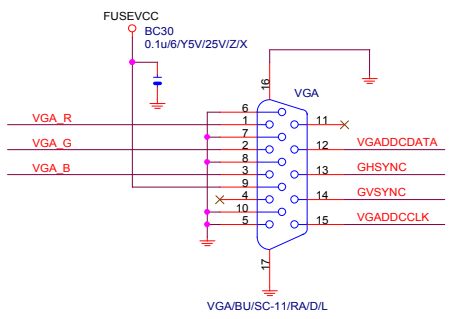 FUSEVCC
BC30
0.1u/6/Y5V/25V/Z/X
16
VGA
6
VGA_R
1
11
7
VGA_G
2
12
VGADDCDATA
8
VGA_B
3
13
GHSYNC
9
4
14
GVSYNC
10
5
15
VGADDCCLK
17
VGA/BU/SC-11/RA/D/L